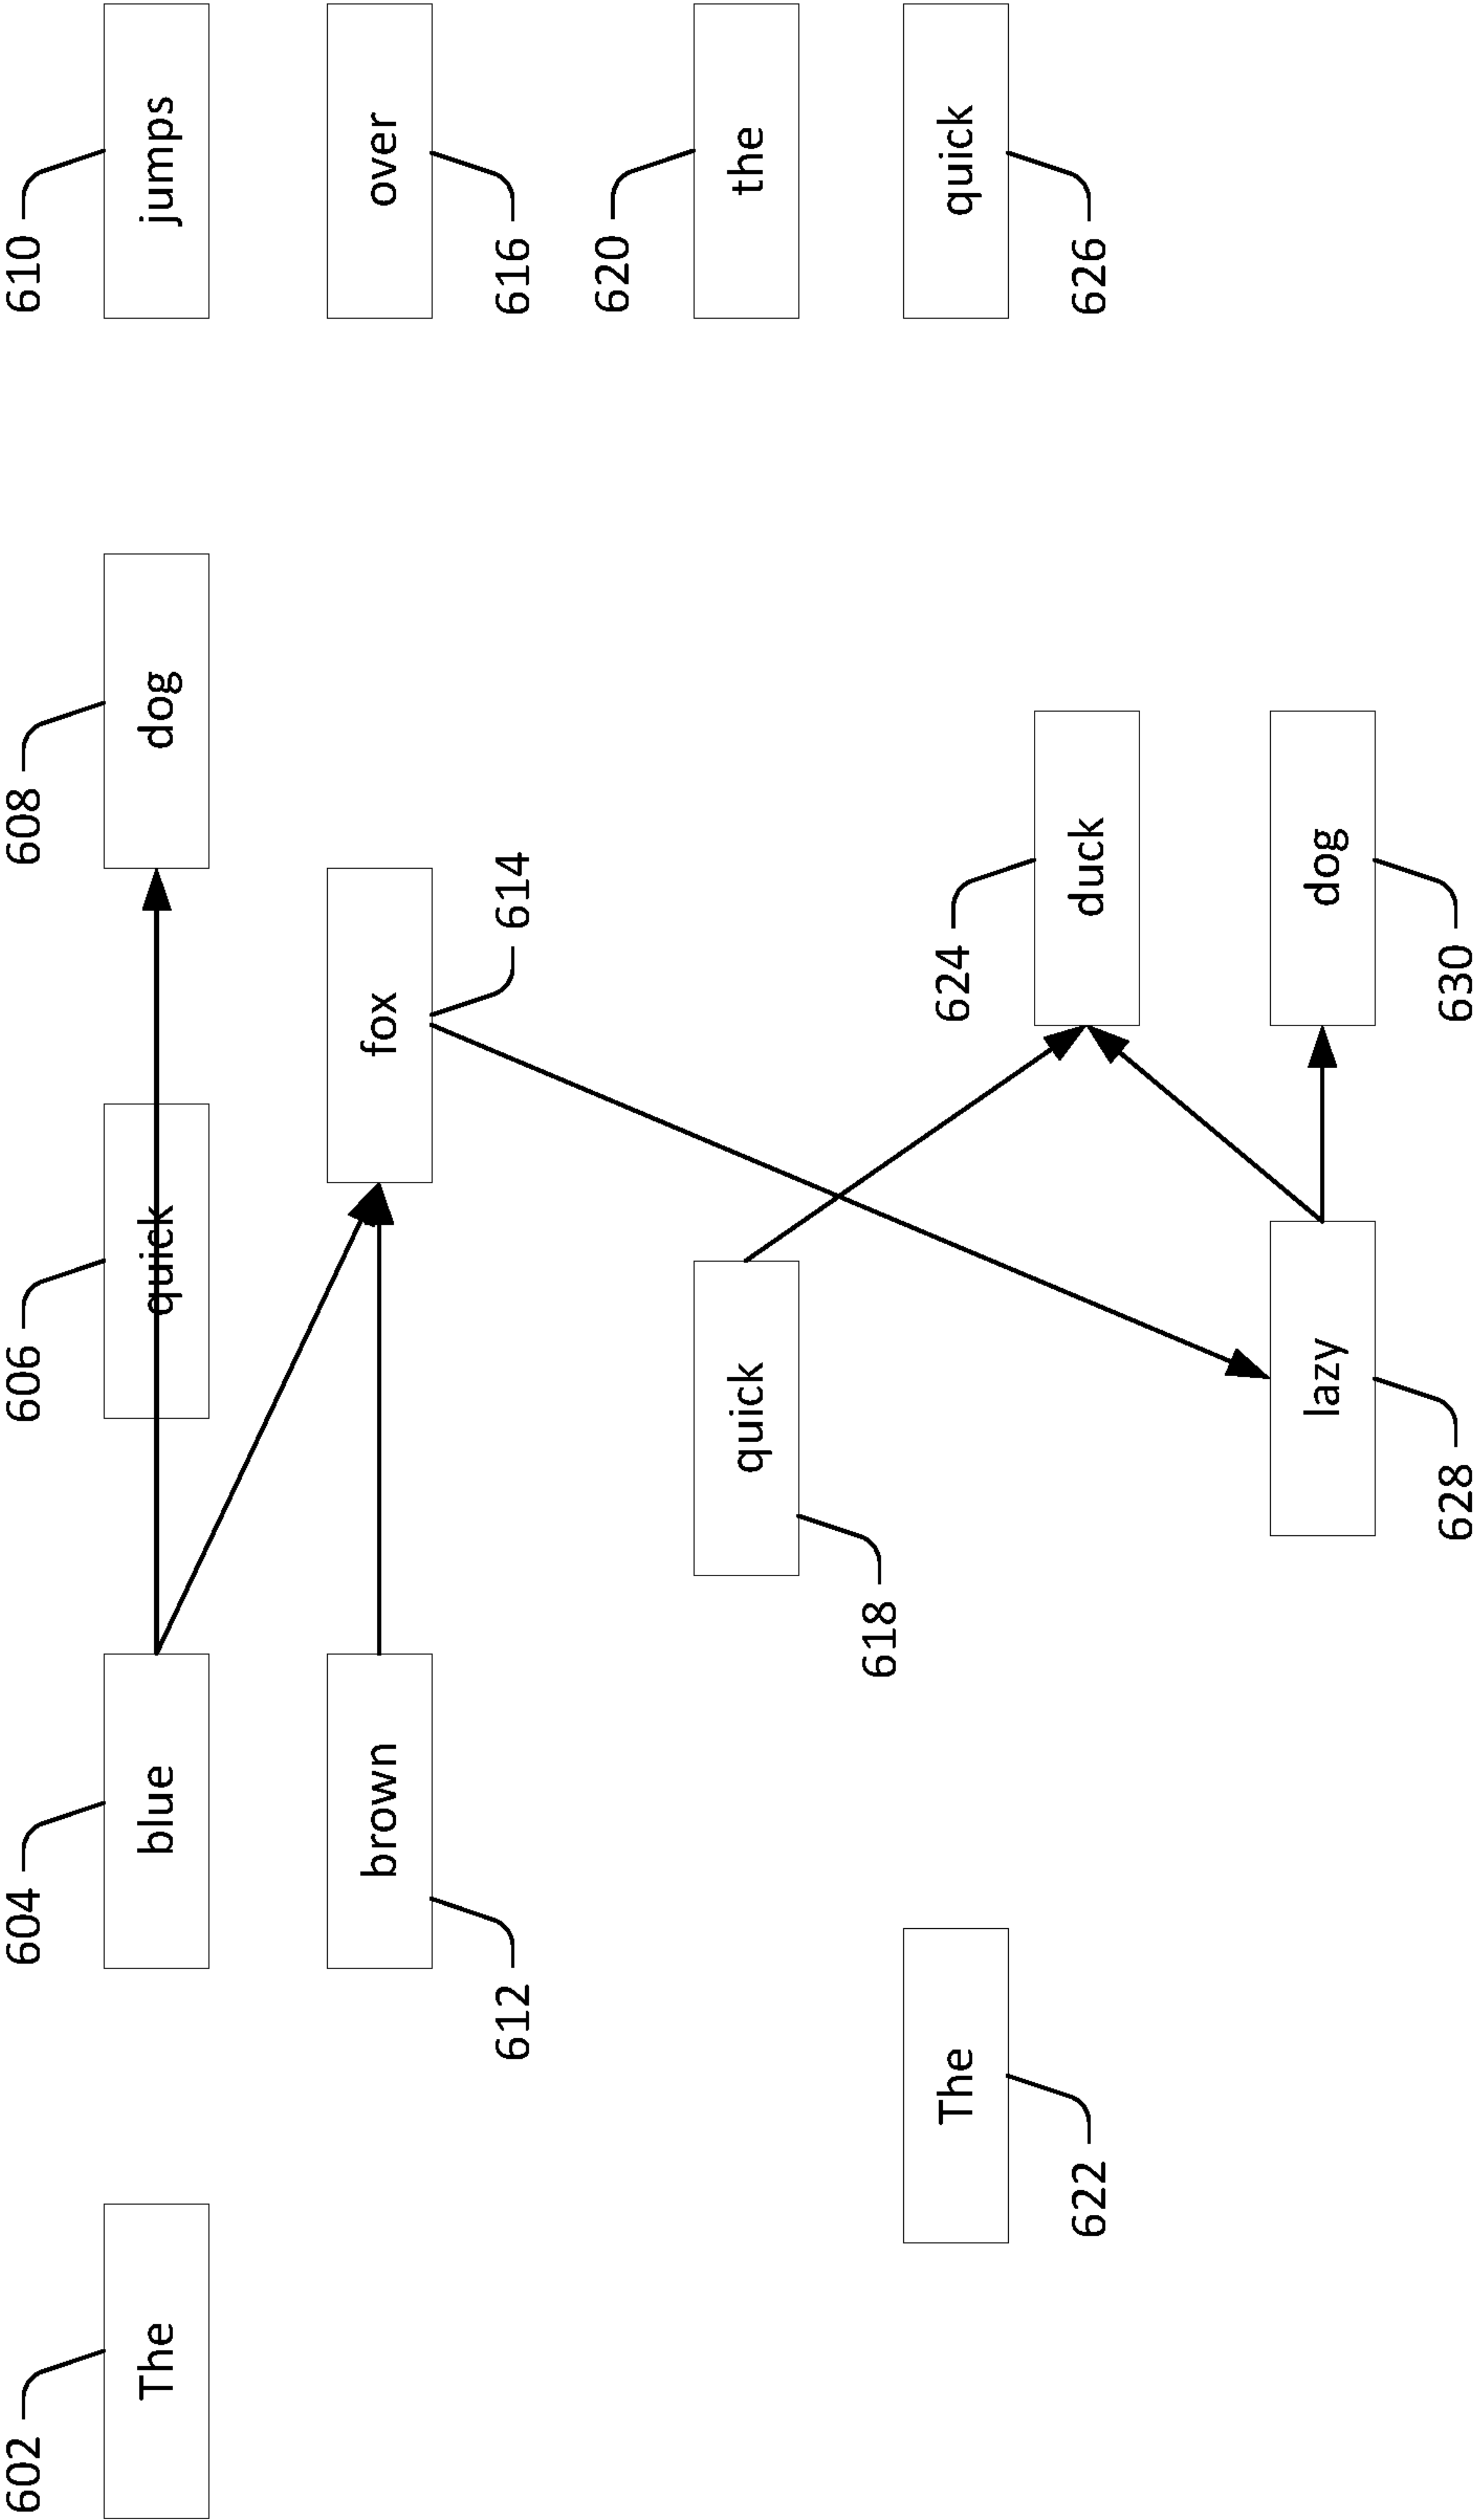 602 604 606 608 610
The blue quick dog jumps
brown fox over
612 614 616
620
quick the
618
The 624 quick
622 duck 626
lazy dog
628 630